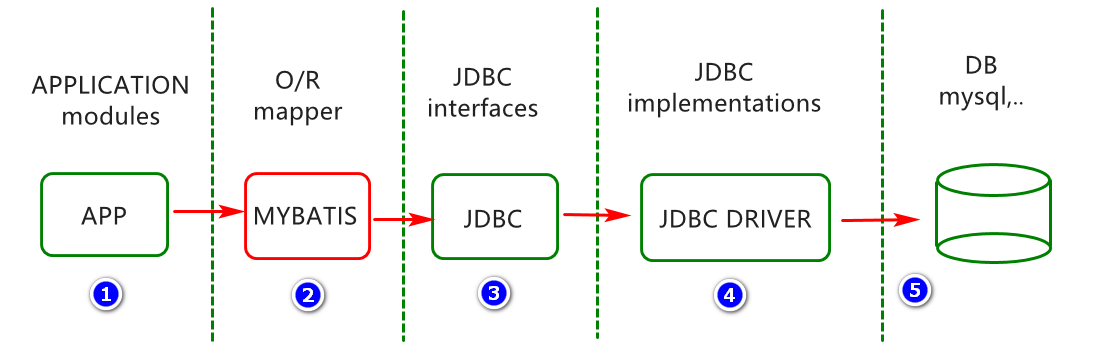 APPLICATION
modules
O/R
mapper
JDBC
interfaces
JDBC
implementations
DB
mysql,..
APP
MYBATIS
JDBC
JDBC DRIVER
1
2
3
4
5